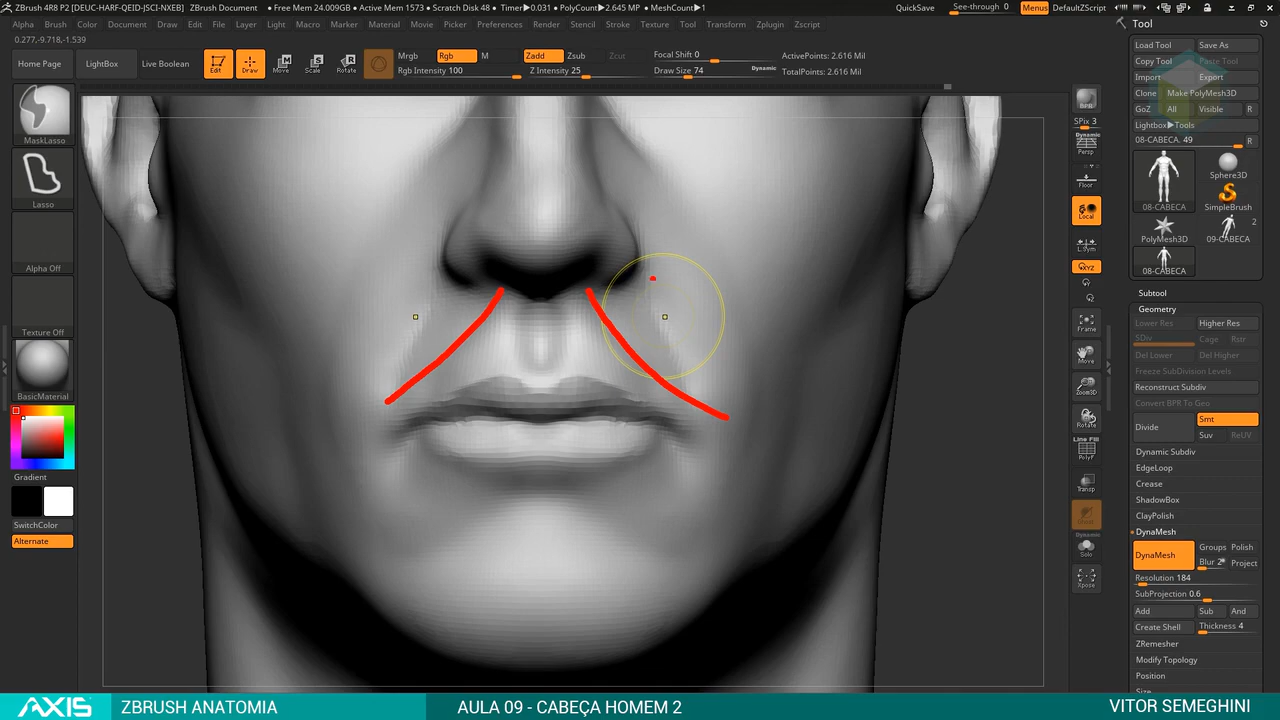 ZBrush 4R8 P2 [DEUC-HARF-QEID-JSCI-NXEB] ZBrush Document • Free Mem 24.009GB • Active Mem 1573 • Scratch Disk 48 • Timer▶0.031 • PolyCount▶2.645 MP • MeshCount▶1 QuickSave See-through 0 Menus DefaultZScript
Alpha Brush Color Document Draw Edit File Layer Light Macro Marker Material Movie Picker Preferences Render Stencil Stroke Texture Tool Transform Zplugin Zscript
0.277,-9.718,-1.539
Home Page LightBox Live Boolean Edit Draw Move Scale Rotate
Mrgb Rgb M Zadd Zsub Zcut
Rgb Intensity 100 Z Intensity 25
Focal Shift 0
Draw Size 74 Dynamic
ActivePoints: 2.616 Mil
TotalPoints: 2.616 Mil
MaskLasso
Lasso
Alpha Off
Texture Off
BasicMaterial
Gradient
SwitchColor
Alternate
BPR
SPix 3
Dynamic
Persp
Floor
Local
L.Sym
XYZ
Frame
Move
Zoom3D
Rotate
Line Fill
PolyF
Transp
Dynamic
Solo
Xpose
Tool
Load Tool Save As
Copy Tool Paste Tool
Import Export
Clone Make PolyMesh3D
GoZ All Visible R
Lightbox▶Tools
08-CABECA. 49 R
08-CABECA Sphere3D
SimpleBrush
2
PolyMesh3D 09-CABECA
08-CABECA
Subtool
Geometry
Lower Res Higher Res
SDiv Cage Rstr
Del Lower Del Higher
Freeze SubDivision Levels
Reconstruct Subdiv
Convert BPR To Geo
Divide Smt
Suv ReUV
Dynamic Subdiv
EdgeLoop
Crease
ShadowBox
ClayPolish
DynaMesh
DynaMesh Groups Polish
Blur 2 Project
Resolution 184
SubProjection 0.6
Add Sub And
Create Shell Thickness 4
ZRemesher
Modify Topology
Position
Size
AXIS ZBRUSH ANATOMIA AULA 09 - CABEÇA HOMEM 2 VITOR SEMEGHINI